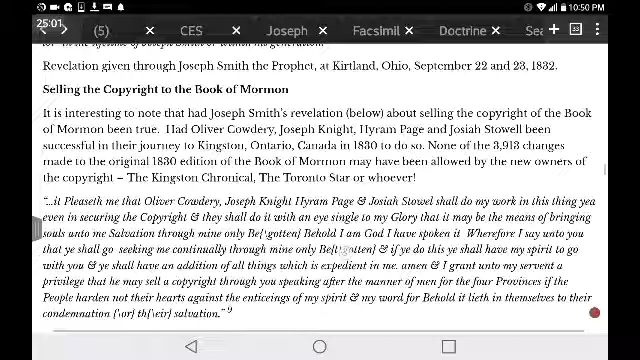 25:01
10:50 PM
(5) CES Joseph Facsimil Doctrine Sea 33
for in the lifetime of Joseph Smith or within his generation.
Revelation given through Joseph Smith the Prophet, at Kirtland, Ohio, September 22 and 23, 1832.
Selling the Copyright to the Book of Mormon
It is interesting to note that had Joseph Smith's revelation (below) about selling the copyright of the Book
of Mormon been true. Had Oliver Cowdery, Joseph Knight, Hyram Page and Josiah Stowell been
successful in their journey to Kingston, Ontario, Canada in 1830 to do so. None of the 3,913 changes
made to the original 1830 edition of the Book of Mormon may have been allowed by the new owners of
the copyright – The Kingston Chronical, The Toronto Star or whoever!
"...it Pleaseth me that Oliver Cowdery, Joseph Knight Hyram Page & Josiah Stowel shall do my work in this thing yea
even in securing the Copyright & they shall do it with an eye single to my Glory that it may be the means of bringing
souls unto me Salvation through mine only Be{\gotten} Behold I am God I have spoken it Wherefore I say unto you
that ye shall go seeking me continually through mine only Be{t\gotten} & if ye do this ye shall have my spirit to go
with you & ye shall have an addition of all things which is expedient in me. amen & I grant unto my servent a
privilege that he may sell a copyright through you speaking after the manner of men for the four Provinces if the
People harden not their hearts against the enticeings of my spirit & my word for Behold it lieth in themselves to their
condemnation {\or} th{\eir} salvation." 9